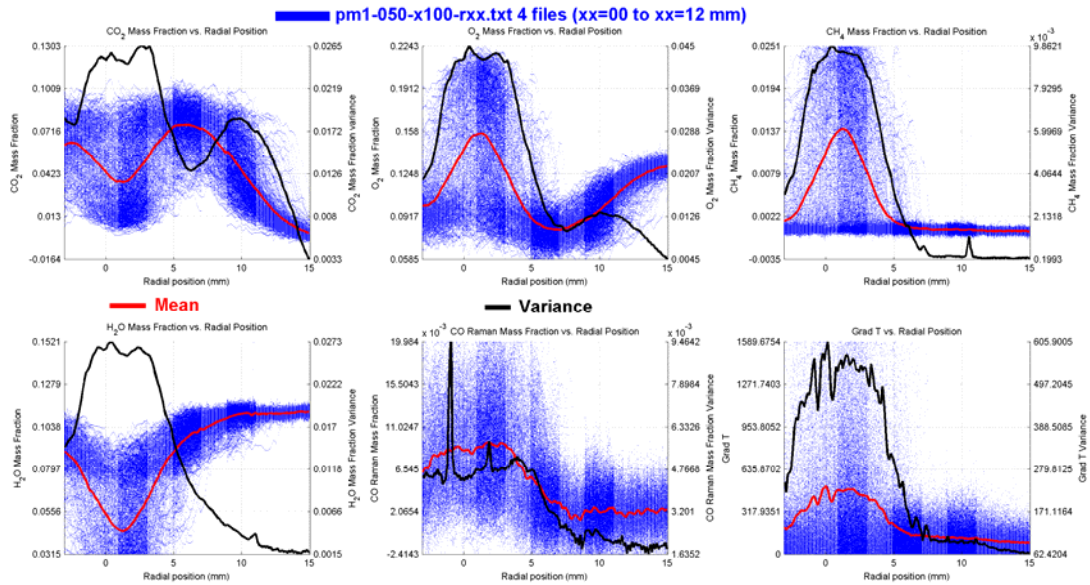 pm1-050-x100-rxx.txt 4 files (xx=00 to xx=12 mm)
CO2 Mass Fraction vs. Radial Position
0.1303
0.1009
0.0716
0.0423
0.013
-0.0164
CO2 Mass Fraction
0 5 10 15
Radial position (mm)
0.0265
0.0219
0.0172
0.0126
0.008
0.0033
CO2 Mass Fraction variance
O2 Mass Fraction vs. Radial Position
0.2243
0.1912
0.158
0.1248
0.0917
0.0585
O2 Mass Fraction
0 5 10 15
Radial position (mm)
0.045
0.0369
0.0288
0.0207
0.0126
0.0045
O2 Mass Fraction Variance
CH4 Mass Fraction vs. Radial Position
x 10-3
0.0251
0.0194
0.0137
0.0079
0.0022
-0.0035
CH4 Mass Fraction
0 5 10 15
Radial position (mm)
9.8621
7.9295
5.9969
4.0644
2.1318
0.1993
CH4 Mass Fraction Variance
Mean
Variance
H2O Mass Fraction vs. Radial Position
0.1521
0.1279
0.1038
0.0797
0.0556
0.0315
H2O Mass Fraction
0 5 10 15
Radial position (mm)
0.0273
0.0222
0.017
0.0118
0.0066
0.0015
H2O Mass Fraction Variance
CO Raman Mass Fraction vs. Radial Position
x 10-3
x 10-3
19.984
15.5043
11.0247
6.545
2.0654
-2.4143
CO Raman Mass Fraction
0 5 10 15
Radial position (mm)
9.4642
7.8984
6.3326
4.7668
3.201
1.6352
CO Raman Mass Fraction Variance
Grad T vs. Radial Position
1589.6754
1271.7403
953.8052
635.8702
317.9351
0
Grad T
0 5 10 15
Radial position (mm)
605.9005
497.2045
388.5085
279.8125
171.1164
62.4204
Grad T Variance